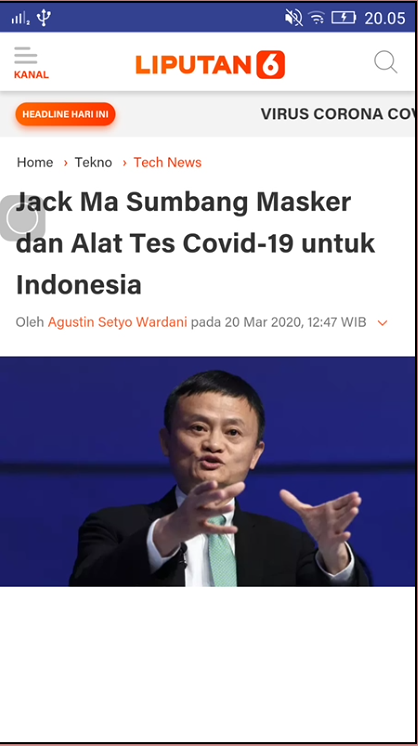 20.05
KANAL
LIPUTAN 6
HEADLINE HARI INI
VIRUS CORONA COV
Home › Tekno › Tech News
Jack Ma Sumbang Masker
dan Alat Tes Covid-19 untuk
Indonesia
Oleh Agustin Setyo Wardani pada 20 Mar 2020, 12:47 WIB